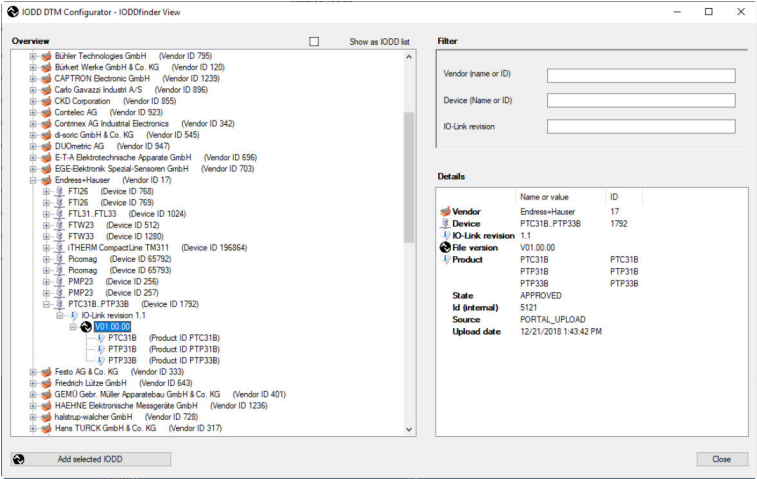 IODD DTM Configurator - IODDfinder View
Overview
Show as IODD list
Bühler Technologies GmbH (Vendor ID 795)
Bürkert Werke GmbH & Co. KG (Vendor ID 120)
CAPTRON Electronic GmbH (Vendor ID 1239)
Carlo Gavazzi Industri A/S (Vendor ID 896)
CKD Corporation (Vendor ID 855)
Contelec AG (Vendor ID 923)
Contrinex AG Industrial Electronics (Vendor ID 342)
di-soric GmbH & Co. KG (Vendor ID 545)
DUOmetric AG (Vendor ID 947)
E-T-A Elektrotechnische Apparate GmbH (Vendor ID 696)
EGE-Elektronik Spezial-Sensoren GmbH (Vendor ID 703)
Endress+Hauser (Vendor ID 17)
FTI26 (Device ID 768)
FTI26 (Device ID 769)
FTL31..FTL33 (Device ID 1024)
FTW23 (Device ID 512)
FTW33 (Device ID 1280)
iTHERM CompactLine TM311 (Device ID 196864)
Picomag (Device ID 65792)
Picomag (Device ID 65793)
PMP23 (Device ID 256)
PMP23 (Device ID 257)
PTC31B..PTP33B (Device ID 1792)
IO-Link revision 1.1
V01.00.00
PTC31B (Product ID PTC31B)
PTP31B (Product ID PTP31B)
PTP33B (Product ID PTP33B)
Festo AG & Co. KG (Vendor ID 333)
Friedrich Lütze GmbH (Vendor ID 643)
GEMÜ Gebr. Müller Apparatebau GmbH & Co. KG (Vendor ID 401)
HAEHNE Elektronische Messgeräte GmbH (Vendor ID 1236)
halstrup-walcher GmbH (Vendor ID 728)
Hans TURCK GmbH & Co. KG (Vendor ID 317)
Add selected IODD
Filter
Vendor (name or ID)
Device (Name or ID)
IO-Link revision
Details
Name or value ID
Vendor Endress+Hauser 17
Device PTC31B..PTP33B 1792
IO-Link revision 1.1
File version V01.00.00
Product PTC31B PTC31B
PTP31B PTP31B
PTP33B PTP33B
State APPROVED
Id (internal) 5121
Source PORTAL_UPLOAD
Upload date 12/21/2018 1:43:42 PM
Close